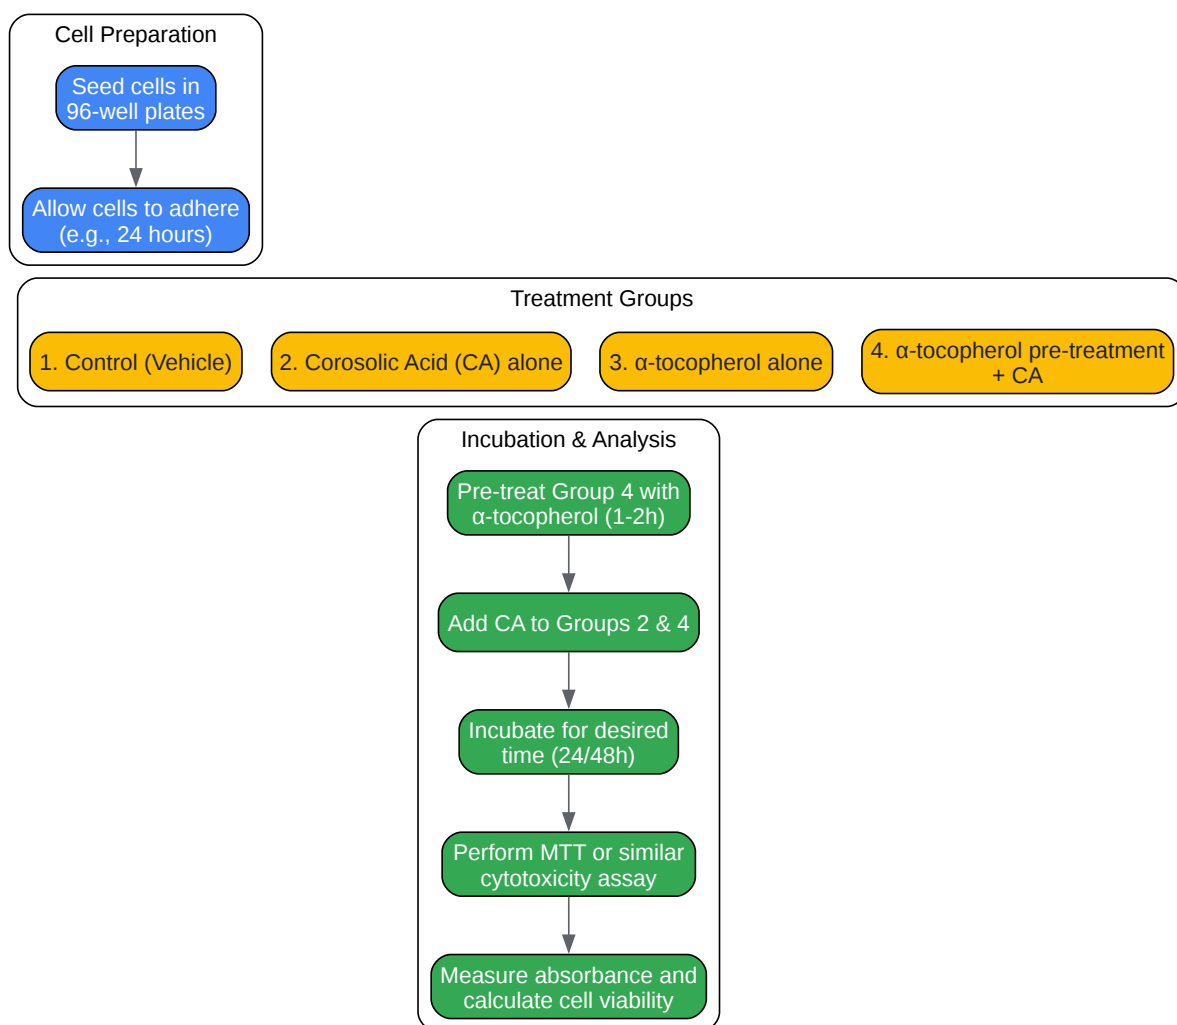 Cell Preparation
Seed cells in
96-well plates
Allow cells to adhere
(e.g., 24 hours)
Treatment Groups
1. Control (Vehicle)
2. Corosolic Acid (CA) alone
3. α-tocopherol alone
4. α-tocopherol pre-treatment
+ CA
Incubation & Analysis
Pre-treat Group 4 with
α-tocopherol (1-2h)
Add CA to Groups 2 & 4
Incubate for desired
time (24/48h)
Perform MTT or similar
cytotoxicity assay
Measure absorbance and
calculate cell viability